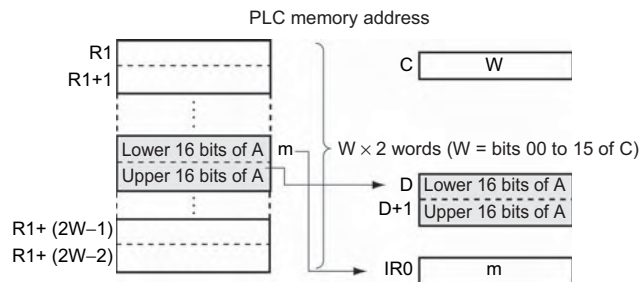 PLC memory address
R1
R1+1
Lower 16 bits of A
Upper 16 bits of A
m
R1+ (2W–1)
R1+ (2W–2)
W × 2 words (W = bits 00 to 15 of C)
C
W
D
Lower 16 bits of A
D+1
Upper 16 bits of A
IR0
m